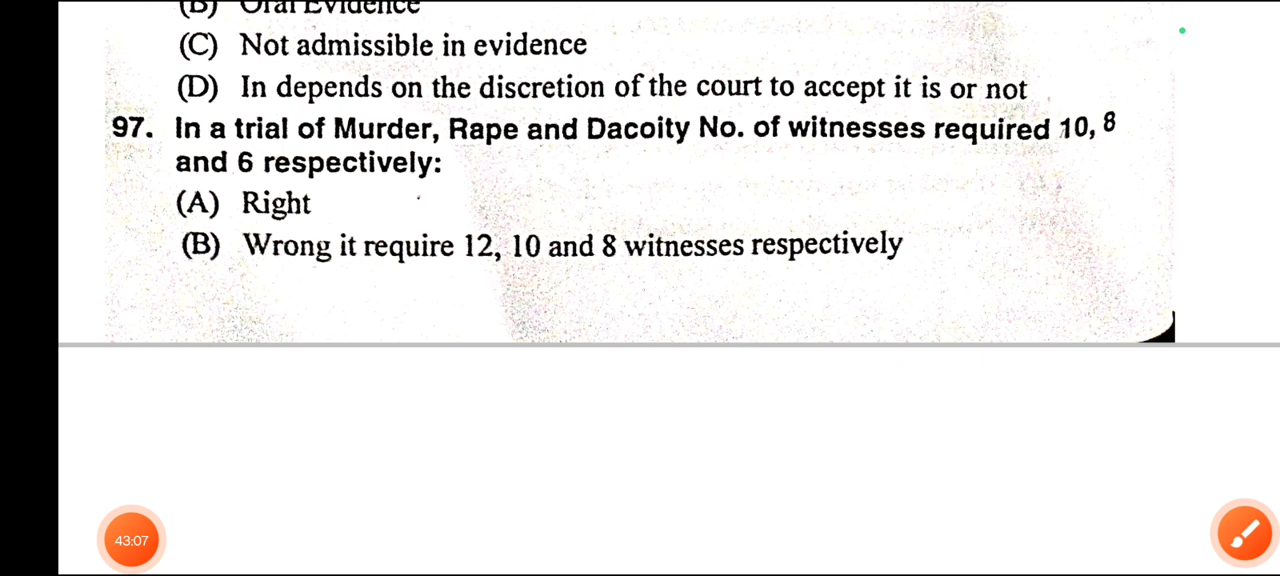 (B) Oral Evidence
(C) Not admissible in evidence
(D) In depends on the discretion of the court to accept it is or not
97. In a trial of Murder, Rape and Dacoity No. of witnesses required 10, 8
and 6 respectively:
(A) Right
(B) Wrong it require 12, 10 and 8 witnesses respectively
43:07